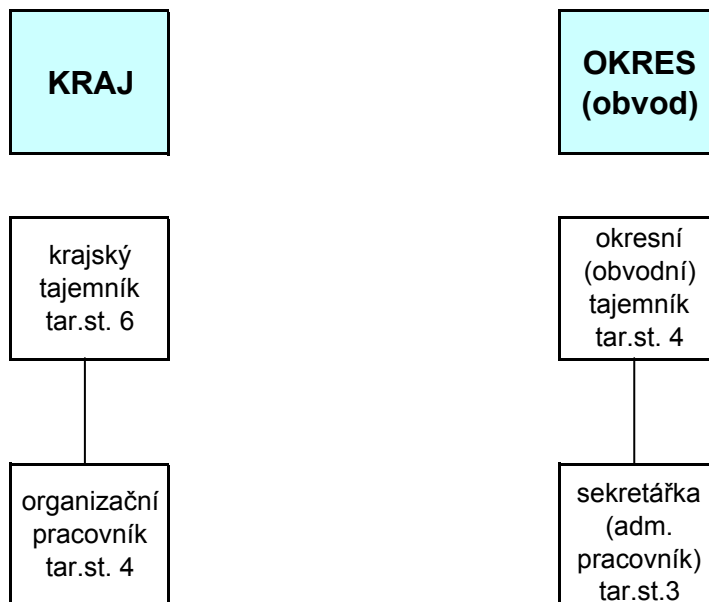 KRAJ
OKRES
(obvod)
krajský
tajemník
tar.st. 6
okresní
(obvodní)
tajemník
tar.st. 4
organizační
pracovník
tar.st. 4
sekretářka
(adm.
pracovník)
tar.st.3